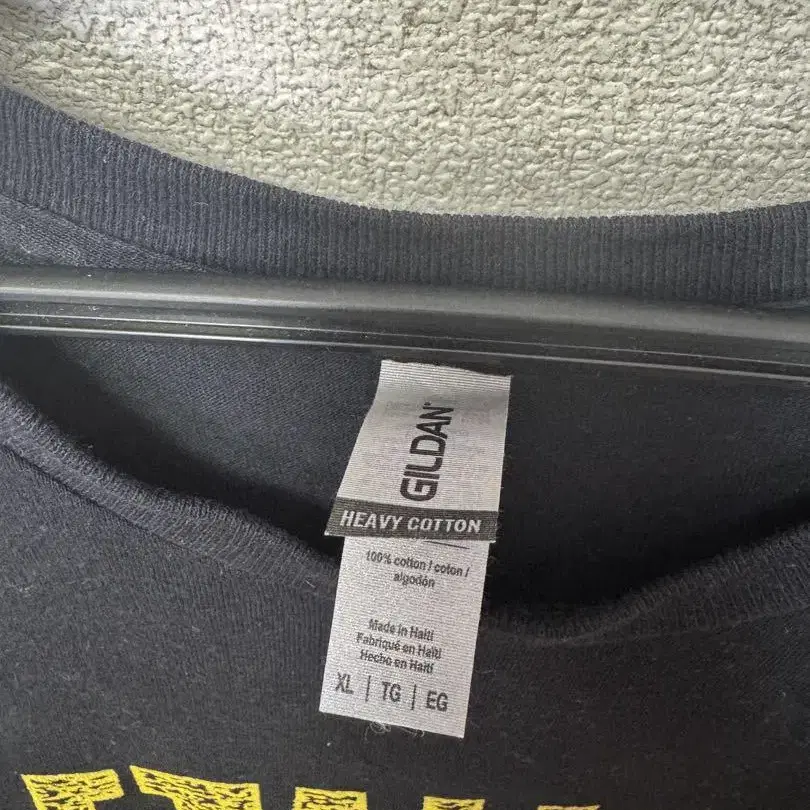 GILDAN®
HEAVY COTTON
100% cotton / coton /
algodón
Made in Haiti
Fabriqué en Haïti
Hecho en Haití
XL | TG | EG